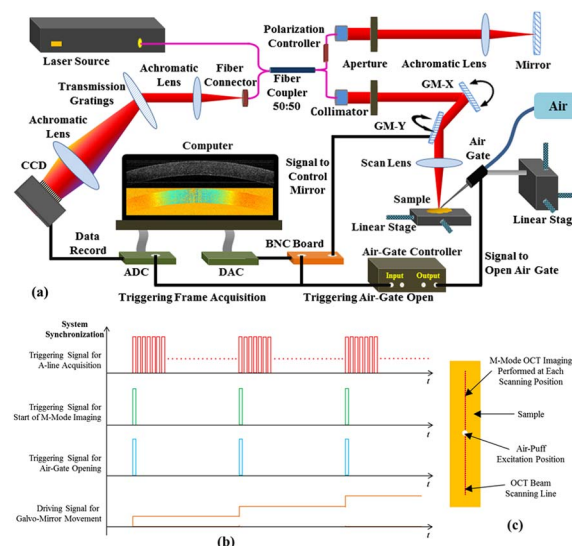 Laser Source
Polarization
Controller
Aperture
Achromatic Lens
Mirror
Transmission
Gratings
Achromatic
Lens
Fiber
Connector
Fiber
Coupler
50:50
Collimator
GM-X
Achromatic
Lens
GM-Y
Air
Gate
Air
CCD
Computer
Signal to
Control
Mirror
Scan Lens
Sample
Linear
Stage
Linear Stage
Data
Record
ADC
DAC
BNC Board
Air-Gate Controller
Input
Output
Signal to
Open Air Gate
(a)
Triggering Frame Acquisition
Triggering Air-Gate Open
System
Synchronization
Triggering Signal for
A-line Acquisition
t
Triggering Signal for
Start of M-Mode Imaging
t
Triggering Signal for
Air-Gate Opening
t
Driving Signal for
Galvo-Mirror Movement
t
(b)
M-Mode OCT Imaging
Performed at Each
Scanning Position
Sample
Air-Puff
Excitation Position
OCT Beam
Scanning Line
(c)